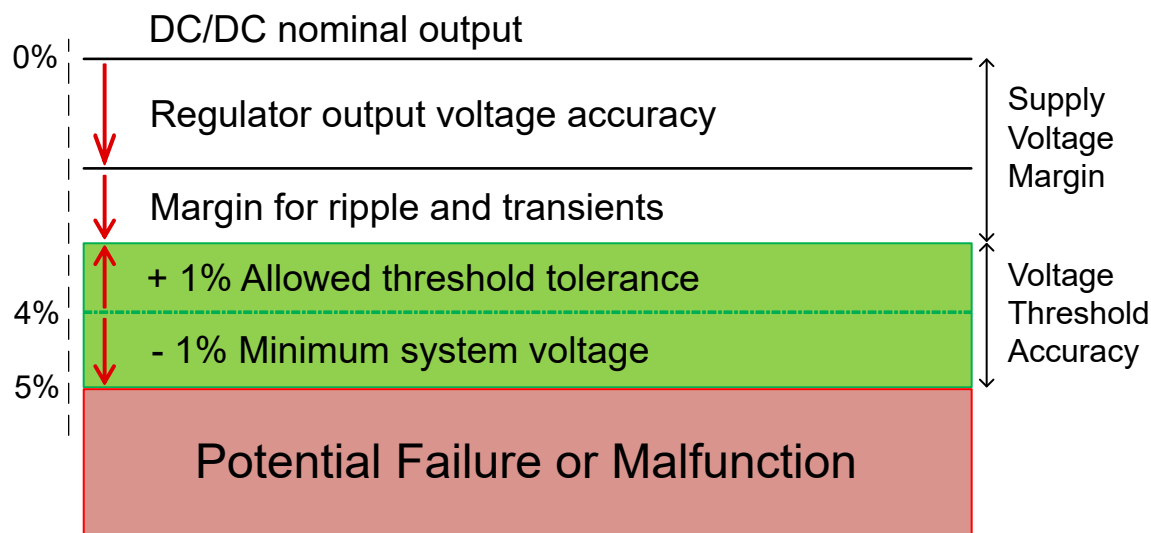 DC/DC nominal output
0%
Regulator output voltage accuracy
Supply
Voltage
Margin
Margin for ripple and transients
+ 1% Allowed threshold tolerance
4%
- 1% Minimum system voltage
Voltage
Threshold
Accuracy
5%
Potential Failure or Malfunction